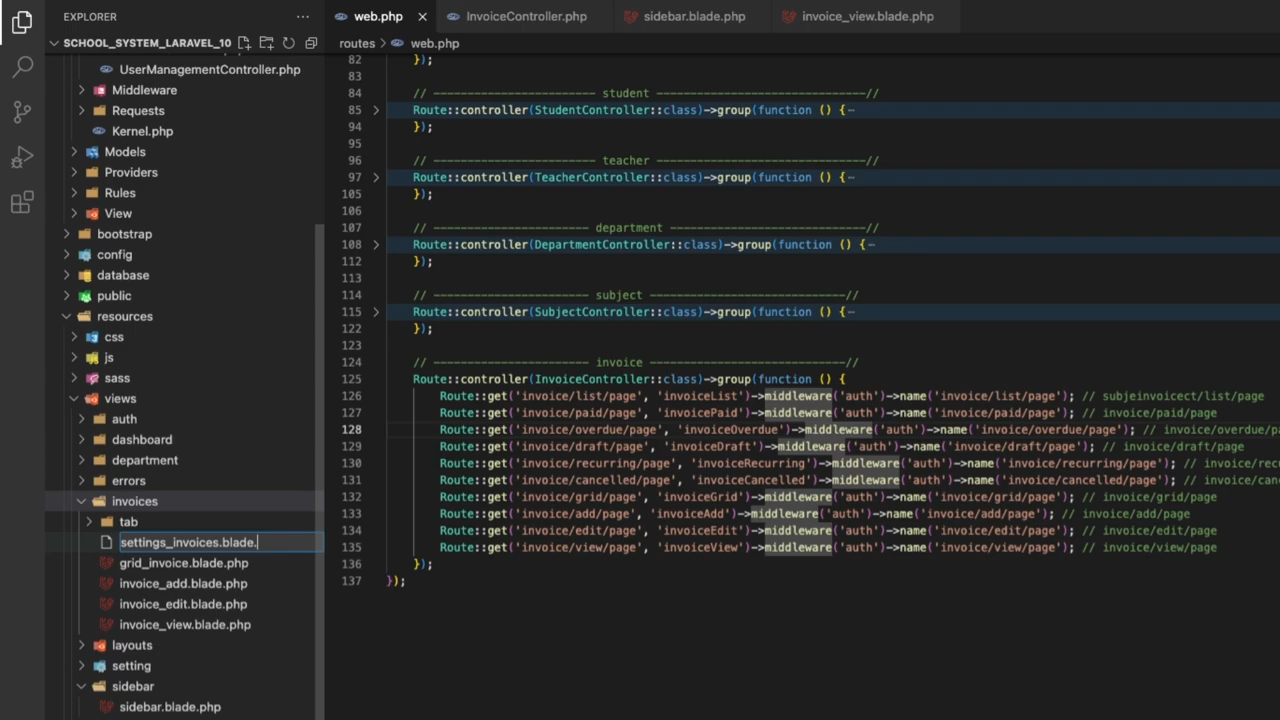 EXPLORER
SCHOOL_SYSTEM_LARAVEL_10
UserManagementController.php
Middleware
Requests
Kernel.php
Models
Providers
Rules
View
bootstrap
config
database
public
resources
css
js
sass
views
auth
dashboard
department
errors
invoices
tab
settings_invoices.blade.
grid_invoice.blade.php
invoice_add.blade.php
invoice_edit.blade.php
invoice_view.blade.php
layouts
setting
sidebar
sidebar.blade.php
web.php
InvoiceController.php
sidebar.blade.php
invoice_view.blade.php
routes > web.php
82 });
83
84 // ------------------------ student -------------------------------//
85 Route::controller(StudentController::class)->group(function () {
94 });
95
96 // ------------------------ teacher -------------------------------//
97 Route::controller(TeacherController::class)->group(function () {
105 });
106
107 // ----------------------- department -----------------------------//
108 Route::controller(DepartmentController::class)->group(function () {
112 });
113
114 // ----------------------- subject -----------------------------//
115 Route::controller(SubjectController::class)->group(function () {
122 });
123
124 // ----------------------- invoice -----------------------------//
125 Route::controller(InvoiceController::class)->group(function () {
126 Route::get('invoice/list/page', 'invoiceList')->middleware('auth')->name('invoice/list/page'); // subjeinvoicect/list/page
127 Route::get('invoice/paid/page', 'invoicePaid')->middleware('auth')->name('invoice/paid/page'); // invoice/paid/page
128 Route::get('invoice/overdue/page', 'invoiceOverdue')->middleware('auth')->name('invoice/overdue/page'); // invoice/overdue/pa
129 Route::get('invoice/draft/page', 'invoiceDraft')->middleware('auth')->name('invoice/draft/page'); // invoice/draft/page
130 Route::get('invoice/recurring/page', 'invoiceRecurring')->middleware('auth')->name('invoice/recurring/page'); // invoice/recu
131 Route::get('invoice/cancelled/page', 'invoiceCancelled')->middleware('auth')->name('invoice/cancelled/page'); // invoice/canc
132 Route::get('invoice/grid/page', 'invoiceGrid')->middleware('auth')->name('invoice/grid/page'); // invoice/grid/page
133 Route::get('invoice/add/page', 'invoiceAdd')->middleware('auth')->name('invoice/add/page'); // invoice/add/page
134 Route::get('invoice/edit/page', 'invoiceEdit')->middleware('auth')->name('invoice/edit/page'); // invoice/edit/page
135 Route::get('invoice/view/page', 'invoiceView')->middleware('auth')->name('invoice/view/page'); // invoice/view/page
136 });
137 });